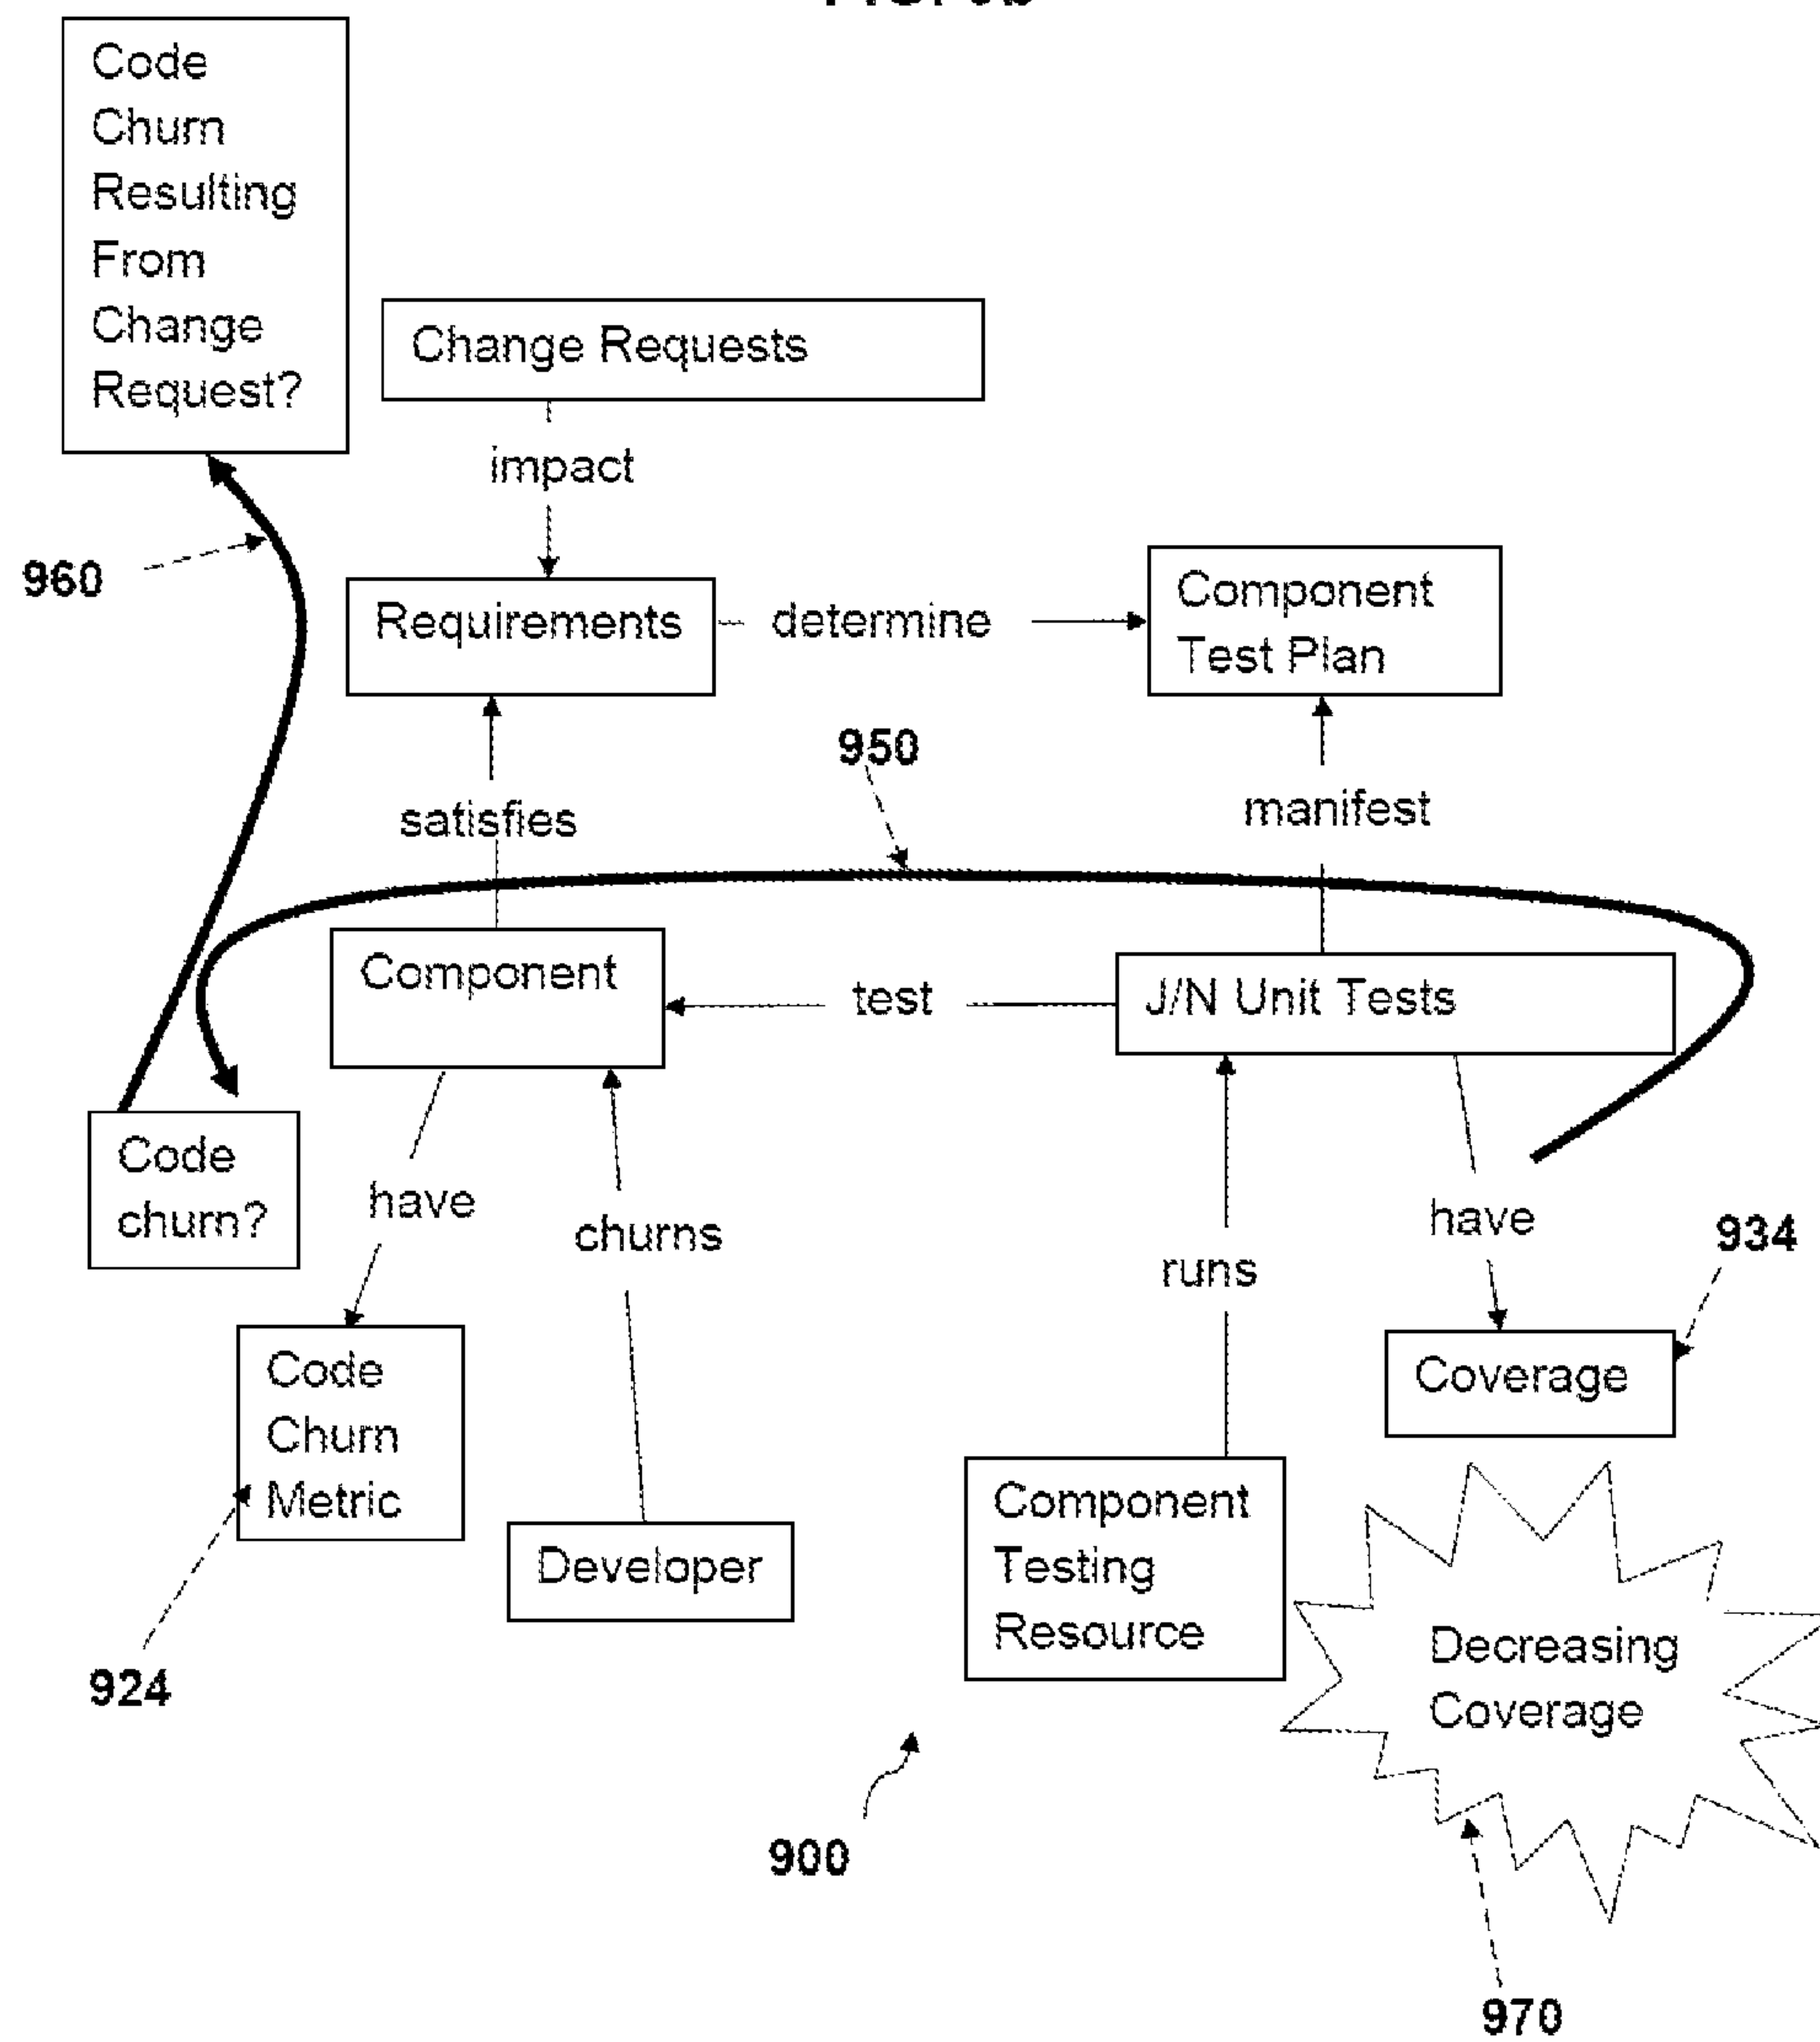 Code
Churn
Resulting
From
Change
Request?
Change Requests
impact
960
Requirements
determine
Component
Test Plan
950
satisfies
manifest
Component
test
J/N Unit Tests
Code
churn?
have
churns
runs
have
934
Coverage
Code
Churn
Metric
Developer
Component
Testing
Resource
Decreasing
Coverage
924
900
970